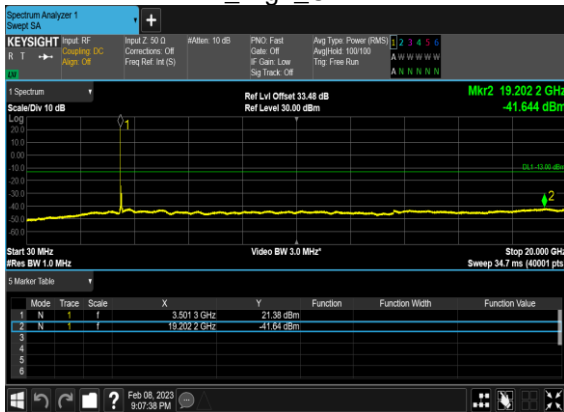 Spectrum Analyzer 1
Swept SA
+
KEYSIGHT Input: RF Input Z: 50 Ω #Atten: 10 dB PNO: Fast Avg Type: Power (RMS) 1 2 3 4 5 6
R T Coupling: DC Corrections: Off Gate: Off Avg|Hold: 100/100 A W W W W W
Align: Off Freq Ref: Int (S) IF Gain: Low Trig: Free Run
Sig Track: Off A N N N N N
1 Spectrum Ref Lvl Offset 33.48 dB Mkr2 19.202 2 GHz
Scale/Div 10 dB Ref Level 30.00 dBm -41.644 dBm
Log
20.0
10.0
0.00
-10.0
-20.0
-30.0
-40.0
-50.0
-60.0
1
DL1 -13.00 dBm
2
Start 30 MHz Video BW 3.0 MHz* Stop 20.000 GHz
#Res BW 1.0 MHz Sweep 34.7 ms (40001 pts)
5 Marker Table
Mode Trace Scale X Y Function Function Width Function Value
1 N 1 f 3.501 3 GHz 21.38 dBm
2 N 1 f 19.202 2 GHz -41.64 dBm
3
4
5
6
? Feb 08, 2023
9:07:38 PM